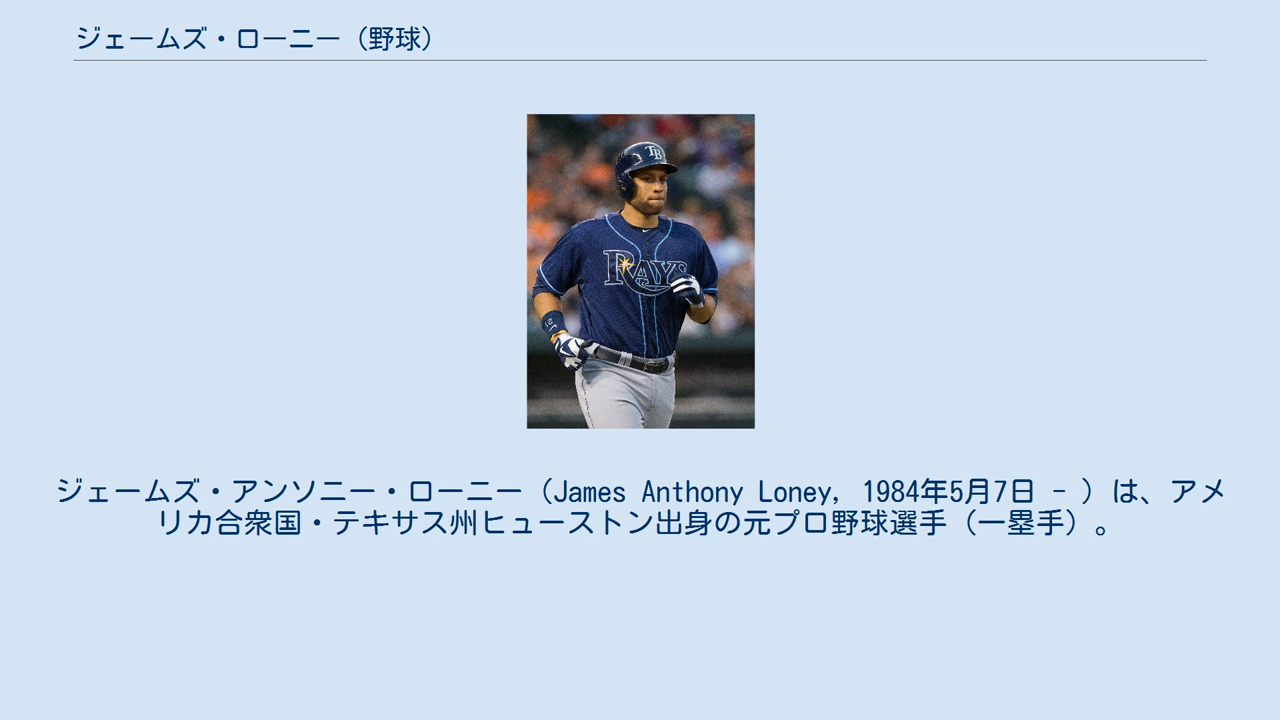 ジェームズ・ローニー（野球）
TB
RAYS
ジェームズ・アンソニー・ローニー（James Anthony Loney, 1984年5月7日 - ）は、アメ
リカ合衆国・テキサス州ヒューストン出身の元プロ野球選手（一塁手）。